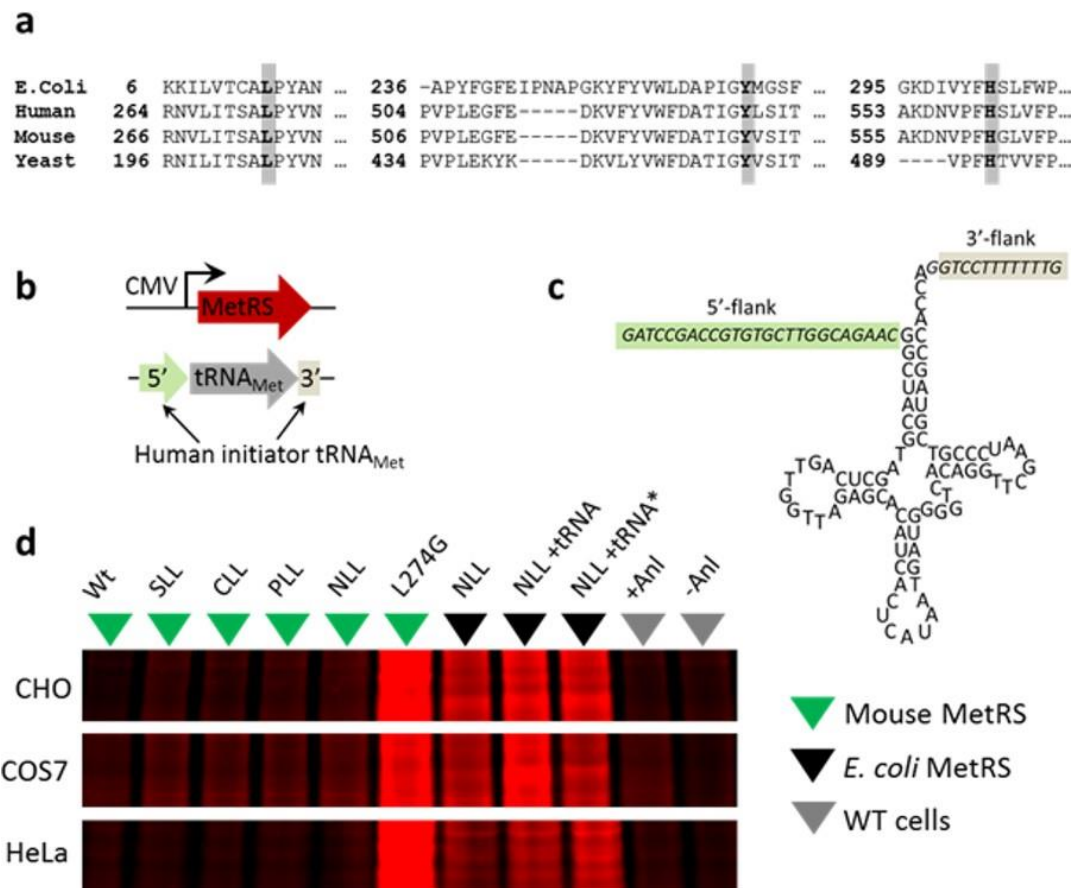 a
E.Coli 6 KKILVTCALPYAN ... 236 -APYFGFEIPNAPGKYFYVWLDAPIGYMGSF ... 295 GKDIVYFHSLFWP...
Human 264 RNVLITSALPYVN ... 504 PVPLEGFE-----DKVFYVWFDATIGYLSIT ... 553 AKDNVPFHSLVFP...
Mouse 266 RNVLITSALPYVN ... 506 PVPLEGFE-----DKVFYVWFDATIGYVSIT ... 555 AKDNVPFHGLVFP...
Yeast 196 RNILITSALPYVN ... 434 PVPLEKYK-----DKVLYVWFDATIGYVSIT ... 489 ----VPFHTVVFP...
b
CMV
MetRS
5' tRNAMet 3'
Human initiator tRNAMet
c
3'-flank
GGTCCTTTTTTTG
5'-flank
GATCCGACCGTGTGCTTGGCAGAAC
d
Wt SLL CLL PLL NLL L274G NLL NLL +tRNA NLL +tRNA* +Anl -Anl
CHO
COS7
HeLa
Mouse MetRS
E. coli MetRS
WT cells